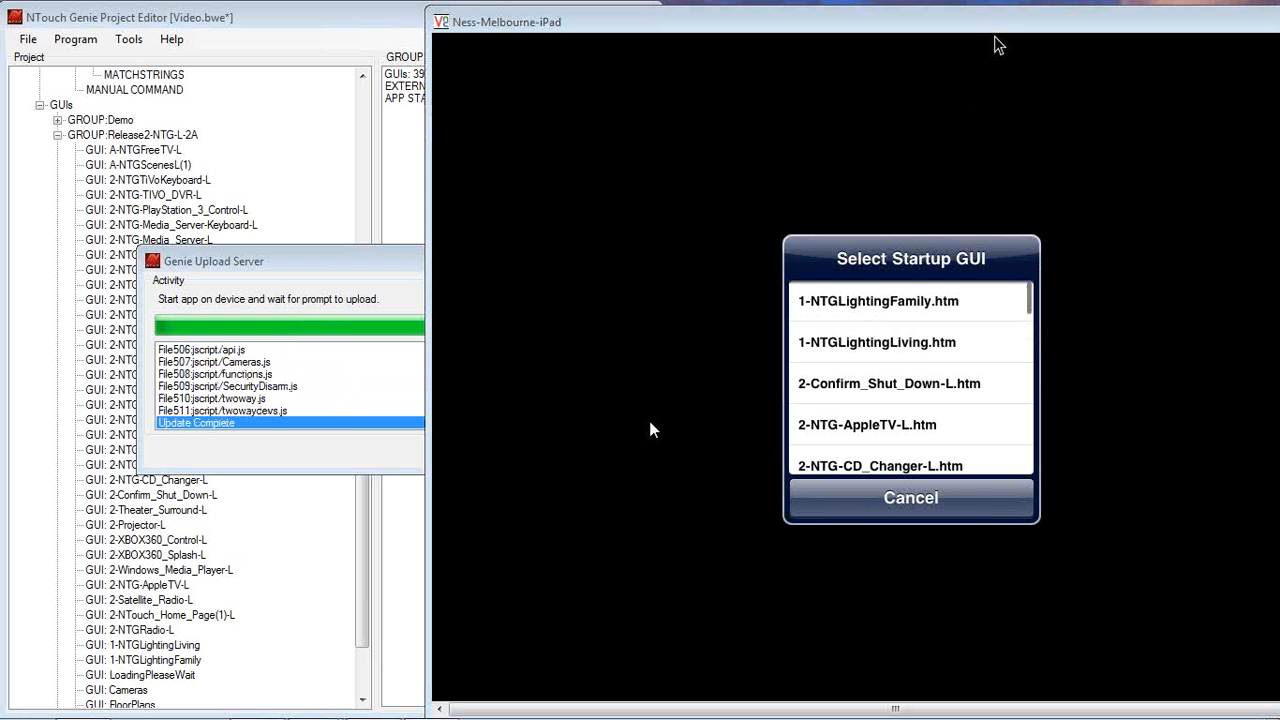 NTouch Genie Project Editor [Video.bwe*]
File Program Tools Help
Project
MATCHSTRINGS
MANUAL COMMAND
GUIs
GROUP:Demo
GROUP:Release2-NTG-L-2A
GUI: A-NTGFreeTV-L
GUI: A-NTGScenesL(1)
GUI: 2-NTGTiVoKeyboard-L
GUI: 2-NTG-TIVO_DVR-L
GUI: 2-NTG-PlayStation_3_Control-L
GUI: 2-NTG-Media_Server-Keyboard-L
GUI: 2-NTG-Media_Server-L
GUI: 2-NTG-CD_Changer-L
GUI: 2-Confirm_Shut_Down-L
GUI: 2-Theater_Surround-L
GUI: 2-Projector-L
GUI: 2-XBOX360_Control-L
GUI: 2-XBOX360_Splash-L
GUI: 2-Windows_Media_Player-L
GUI: 2-NTG-AppleTV-L
GUI: 2-Satellite_Radio-L
GUI: 2-NTouch_Home_Page(1)-L
GUI: 2-NTGRadio-L
GUI: 1-NTGLightingLiving
GUI: 1-NTGLightingFamily
GUI: LoadingPleaseWait
GUI: Cameras
GUI: FloorPlans
GROUP
GUIs: 39
EXTERN
APP STA
Genie Upload Server
Activity
Start app on device and wait for prompt to upload.
File506:jscript/api.js
File507:jscript/Cameras.js
File508:jscript/functions.js
File509:jscript/SecurityDisarm.js
File510:jscript/twoway.js
File511:jscript/twowaycevs.js
Update Complete
Ness-Melbourne-iPad
Select Startup GUI
1-NTGLightingFamily.htm
1-NTGLightingLiving.htm
2-Confirm_Shut_Down-L.htm
2-NTG-AppleTV-L.htm
2-NTG-CD_Changer-L.htm
Cancel